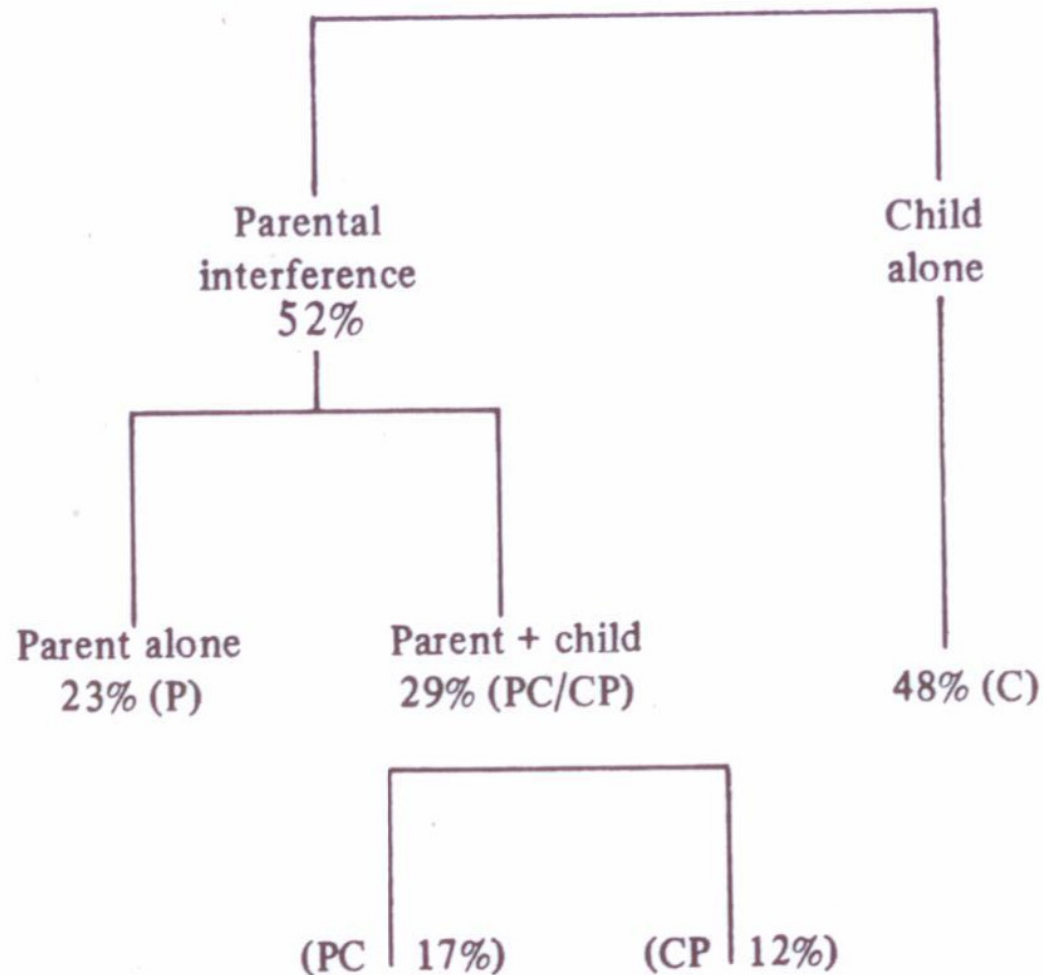 Parental
interference
52%
Child
alone
Parent alone
23% (P)
Parent + child
29% (PC/CP)
48% (C)
(PC 17%)
(CP 12%)